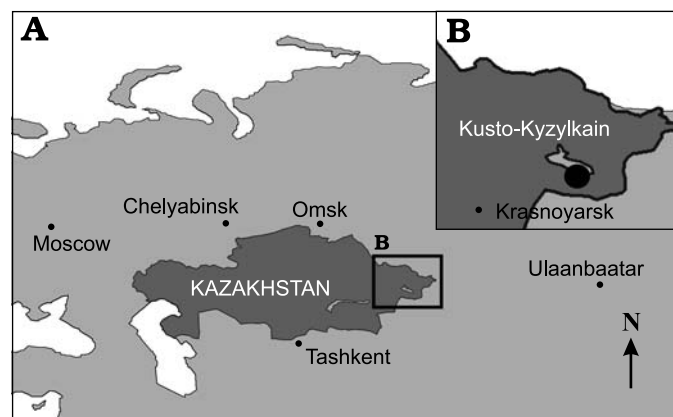 A
B
Kusto-Kyzylkain
Chelyabinsk
Omsk
Krasnoyarsk
Moscow
B
KAZAKHSTAN
Ulaanbaatar
N
Tashkent